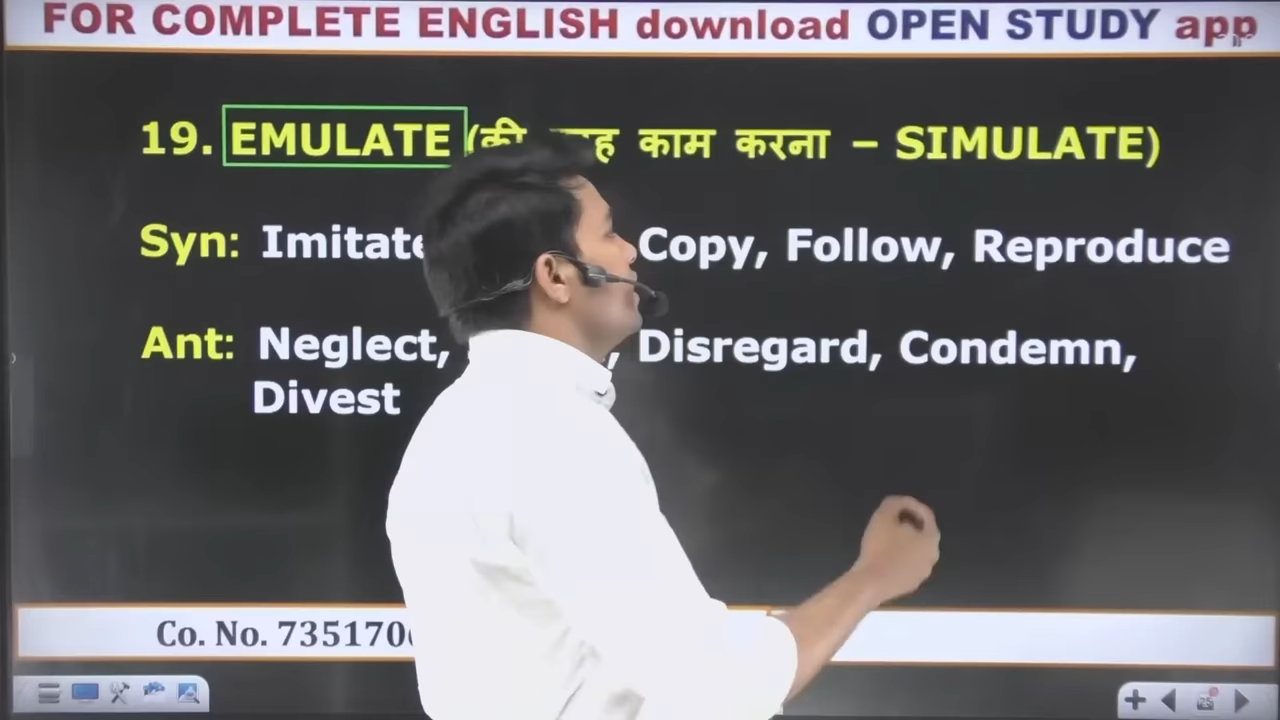 FOR COMPLETE ENGLISH download OPEN STUDY app
19. EMULATE (की काम करना – SIMULATE)
Syn: Imitate Copy, Follow, Reproduce
Ant: Neglect, Disregard, Condemn,
Divest
Co. No. 73517